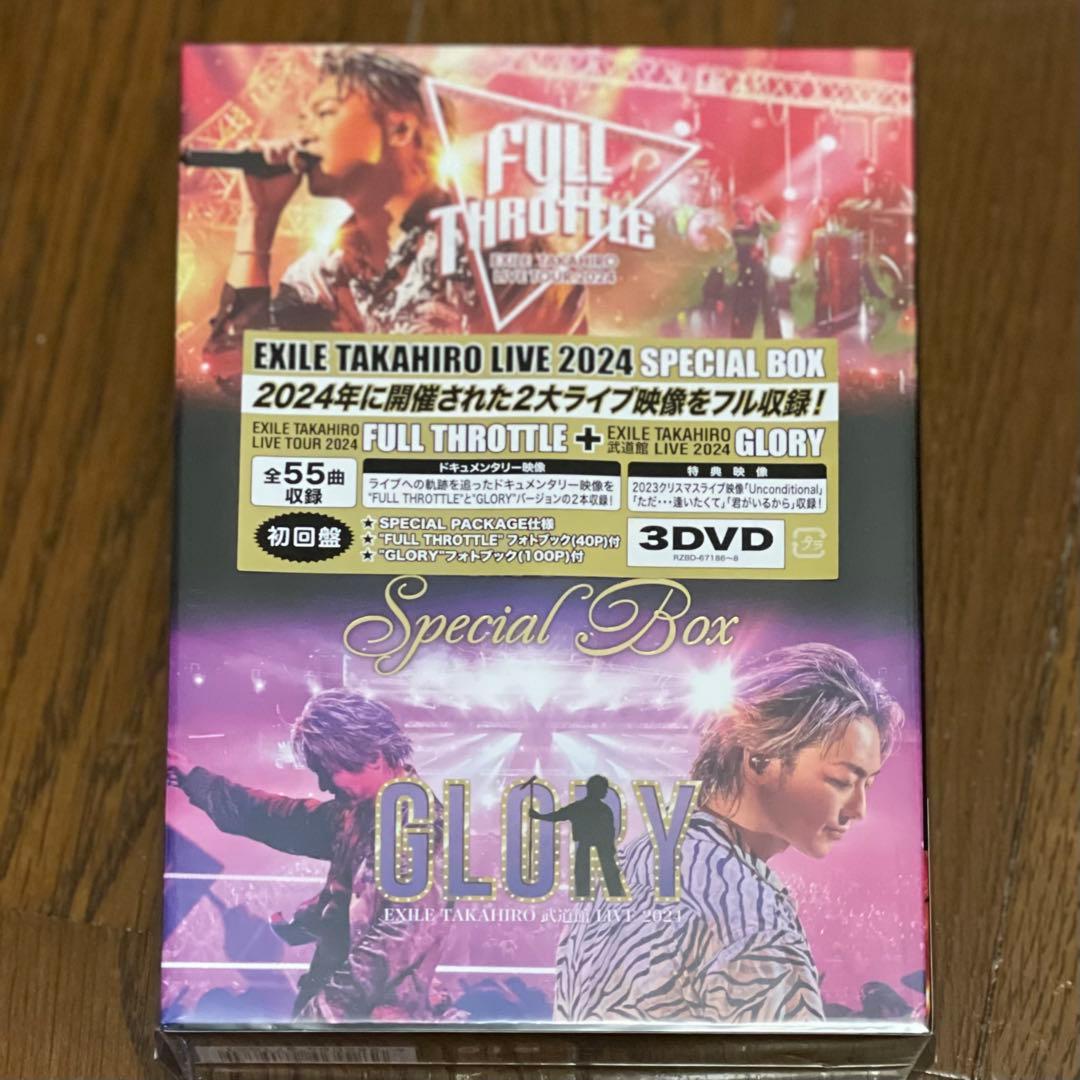 FULL
THROTTLE
EXILE TAKAHIRO
LIVE TOUR 2024
EXILE TAKAHIRO LIVE 2024 SPECIAL BOX
2024年に開催された2大ライブ映像をフル収録!
EXILE TAKAHIRO
LIVE TOUR 2024 FULL THROTTLE + EXILE TAKAHIRO
武道館 LIVE 2024 GLORY
全55曲
収録
ドキュメンタリー映像
ライブへの軌跡を追ったドキュメンタリー映像を
"FULL THROTTLE"と"GLORY"バージョンの2本収録!
特典映像
2023クリスマスライブ映像「Unconditional」
「ただ・・・逢いたくて」「君がいるから」収録!
初回盤
★ SPECIAL PACKAGE仕様
★ "FULL THROTTLE" フォトブック(40P)付
★ "GLORY"フォトブック(100P)付
3DVD
RZBD-67186~8
プラ
Special Box
GLORY
EXILE TAKAHIRO 武道館 LIVE 2024